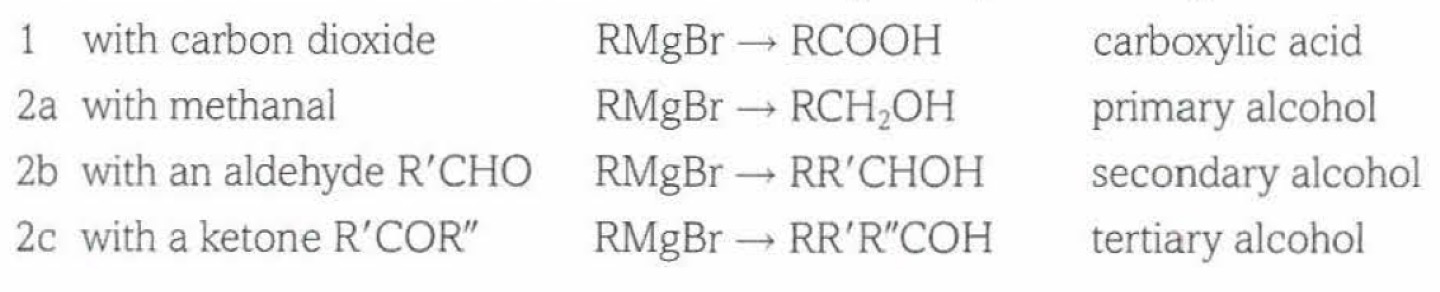 1 with carbon dioxide RMgBr → RCOOH carboxylic acid
2a with methanal RMgBr → RCH₂OH primary alcohol
2b with an aldehyde R′CHO RMgBr → RR′CHOH secondary alcohol
2c with a ketone R′COR″ RMgBr → RR′R″COH tertiary alcohol